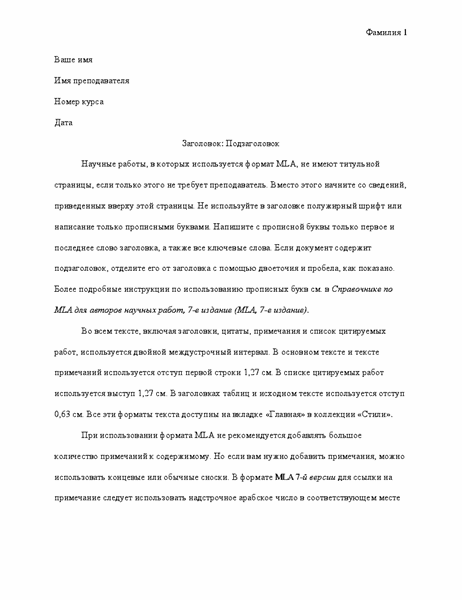 Фамилия 1
Ваше имя
Имя преподавателя
Номер курса
Дата
Заголовок: Подзаголовок
Научные работы, в которых используется формат MLA, не имеют титульной
страницы, если только этого не требует преподаватель. Вместо этого начните со сведений,
приведенных вверху этой страницы. Не используйте в заголовке полужирный шрифт или
написание только прописными буквами. Напишите с прописной буквы только первое и
последнее слово заголовка, а также все ключевые слова. Если документ содержит
подзаголовок, отделите его от заголовка с помощью двоеточия и пробела, как показано.
Более подробные инструкции по использованию прописных букв см. в Справочнике по
MLA для авторов научных работ, 7-е издание (MLA, 7-е издание).
Во всем тексте, включая заголовки, цитаты, примечания и список цитируемых
работ, используется двойной междустрочный интервал. В основном тексте и тексте
примечаний используется отступ первой строки 1,27 см. В списке цитируемых работ
используется выступ 1,27 см. В заголовках таблиц и исходном тексте используется отступ
0,63 см. Все эти форматы текста доступны на вкладке «Главная» в коллекции «Стили».
При использовании формата MLA не рекомендуется добавлять большое
количество примечаний к содержимому. Но если вам нужно добавить примечания, можно
использовать концевые или обычные сноски. В формате MLA 7-й версии для ссылки на
примечание следует использовать надстрочное арабское число в соответствующем месте